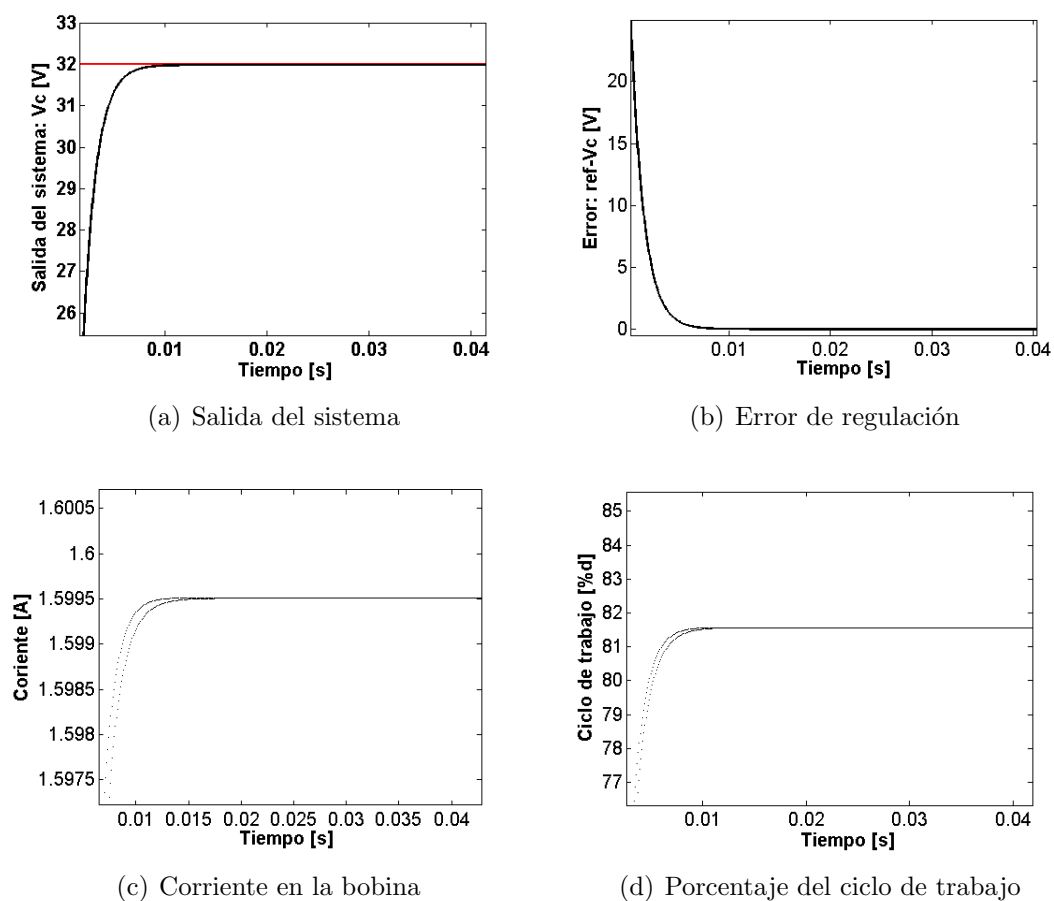 33
32
31
30
29
28
27
26
Salida del sistema: Vc [V]
0.01 0.02 0.03 0.04
Tiempo [s]
(a) Salida del sistema
20
15
10
5
0
Error: ref-Vc [V]
0.01 0.02 0.03 0.04
Tiempo [s]
(b) Error de regulación
1.6005
1.6
1.5995
1.599
1.5985
1.598
1.5975
Coriente [A]
0.01 0.015 0.02 0.025 0.03 0.035 0.04
Tiempo [s]
(c) Corriente en la bobina
85
84
83
82
81
80
79
78
77
Ciclo de trabajo [%d]
0.01 0.02 0.03 0.04
Tiempo [s]
(d) Porcentaje del ciclo de trabajo